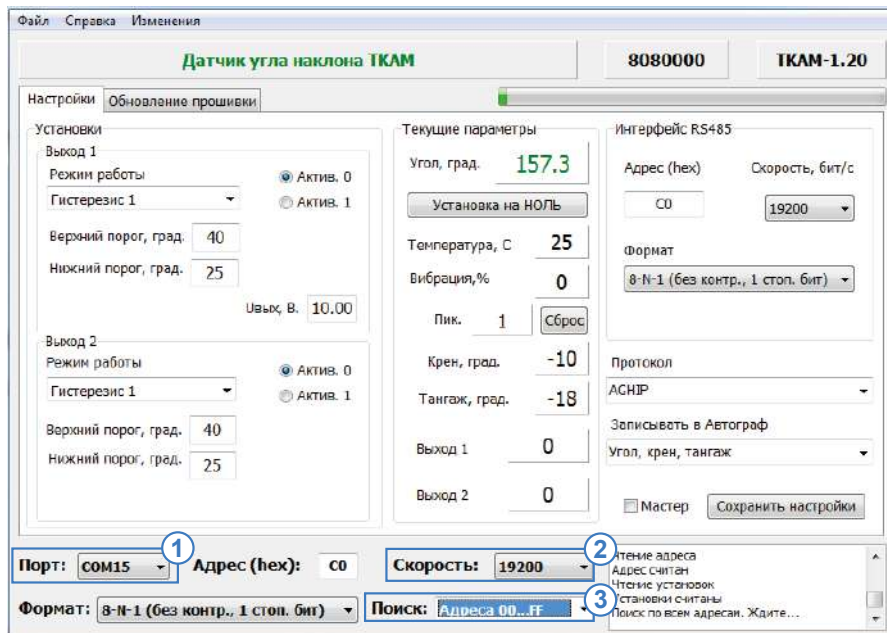 Файл Справка Изменения
Датчик угла наклона ТКАМ
8080000
ТКАМ-1.20
Настройки Обновление прошивки
Установки
Выход 1
Режим работы
Гистерезис 1
Актив. 0
Актив. 1
Верхний порог, град. 40
Нижний порог, град. 25
Uвых, В. 10.00
Выход 2
Режим работы
Гистерезис 1
Актив. 0
Актив. 1
Верхний порог, град. 40
Нижний порог, град. 25
Текущие параметры
Угол, град. 157.3
Установка на НОЛЬ
Температура, С 25
Вибрация,% 0
Пик. 1 Сброс
Крен, град. -10
Тангаж, град. -18
Выход 1 0
Выход 2 0
Интерфейс RS485
Адрес (hex) Скорость, бит/с
C0 19200
Формат
8-N-1 (без контр., 1 стоп. бит)
Протокол
AGHIP
Записывать в Автограф
Угол, крен, тангаж
Мастер Сохранить настройки
1
Порт: COM15 Адрес (hex): C0
2
Скорость: 19200
Формат: 8-N-1 (без контр., 1 стоп. бит)
3
Поиск: Адреса 00...FF
Чтение адреса
Адрес считан
Чтение установок
Установки считаны
Поиск по всем адресам. Ждите...